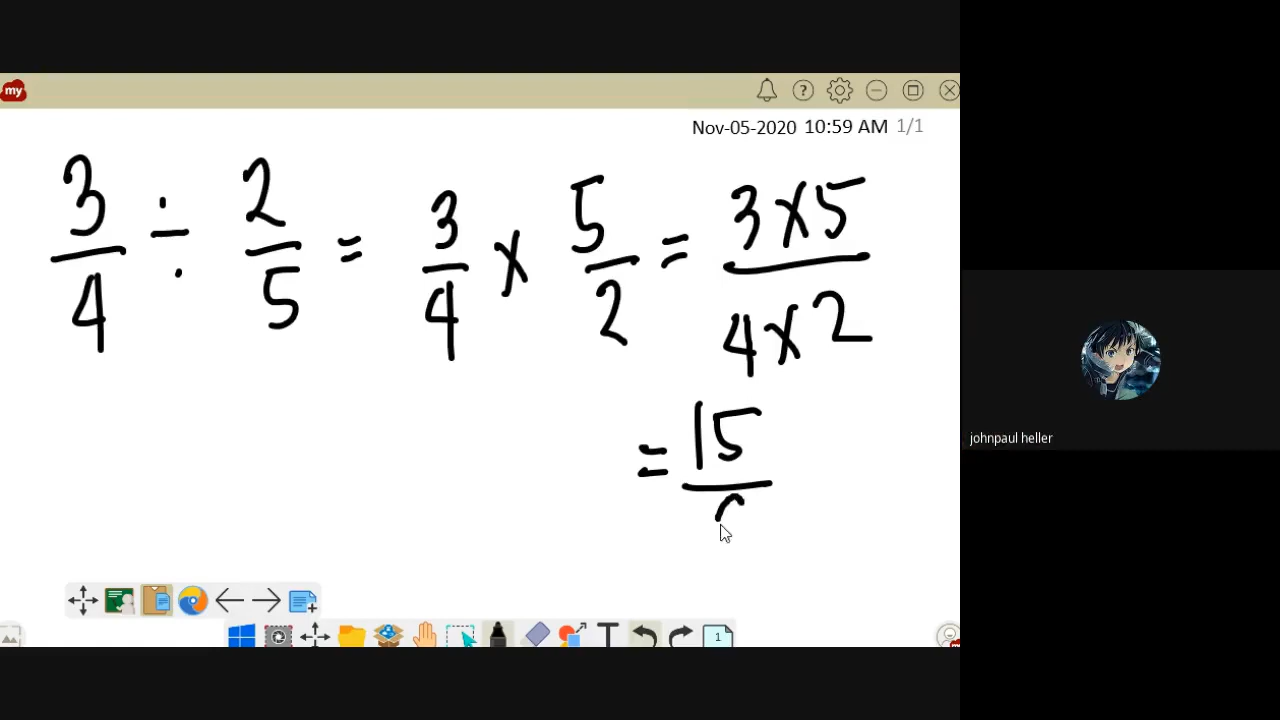 my
Nov-05-2020 10:59 AM 1/1
3/4 ÷ 2/5 = 3/4 x 5/2 = 3x5/4x2
= 15/
johnpaul heller
T 1